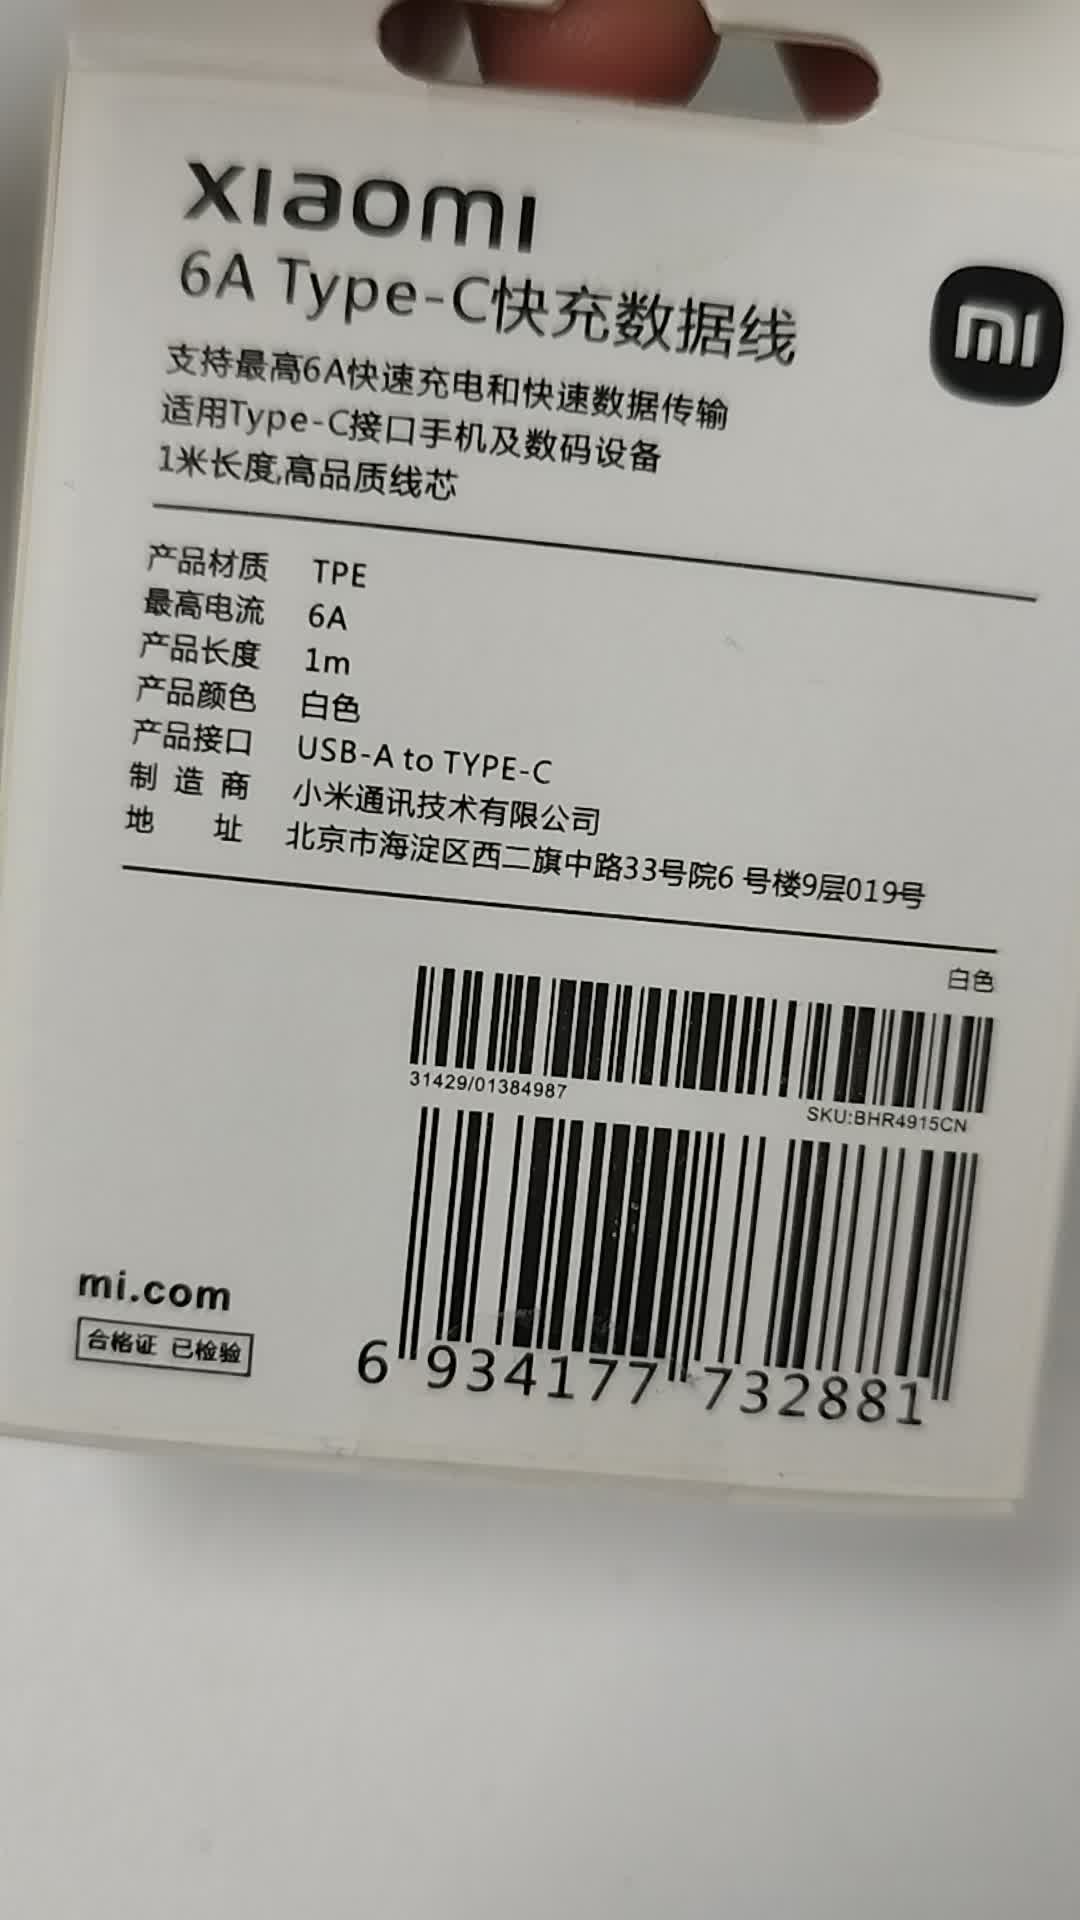 xiaomi
6A Type-C快充数据线
mi
支持最高6A快速充电和快速数据传输
适用Type-C接口手机及数码设备
1米长度,高品质线芯
产品材质 TPE
最高电流 6A
产品长度 1m
产品颜色 白色
产品接口 USB-A to TYPE-C
制造商 小米通讯技术有限公司
地址 北京市海淀区西二旗中路33号院6 号楼9层019号
白色
31429/01384987
SKU:BHR4915CN
mi.com
合格证 已检验
6 934177 732881